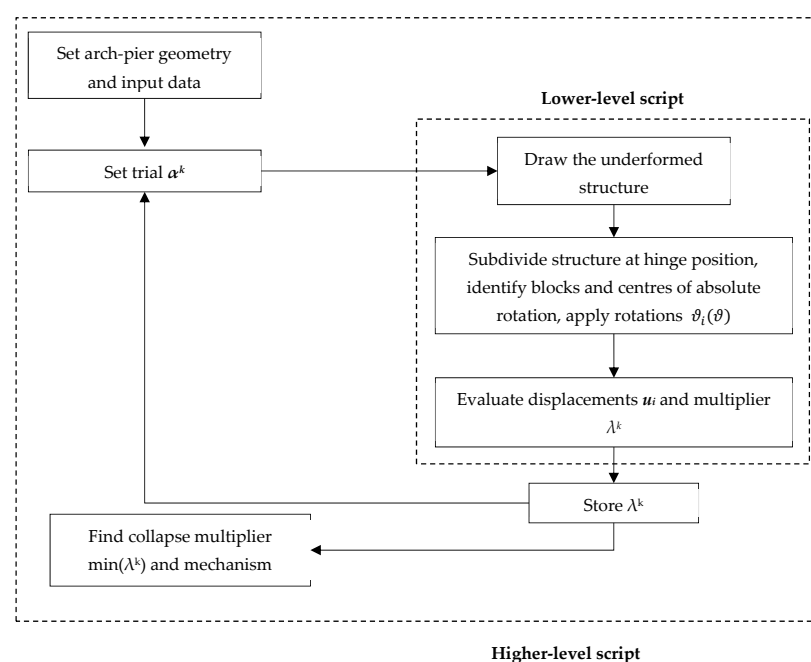 Set arch-pier geometry
and input data
Lower-level script
Set trial αᵏ
Draw the underformed
structure
Subdivide structure at hinge position,
identify blocks and centres of absolute
rotation, apply rotations ϑᵢ(ϑ)
Evaluate displacements uᵢ and multiplier
λᵏ
Store λᵏ
Find collapse multiplier
min(λᵏ) and mechanism
Higher-level script